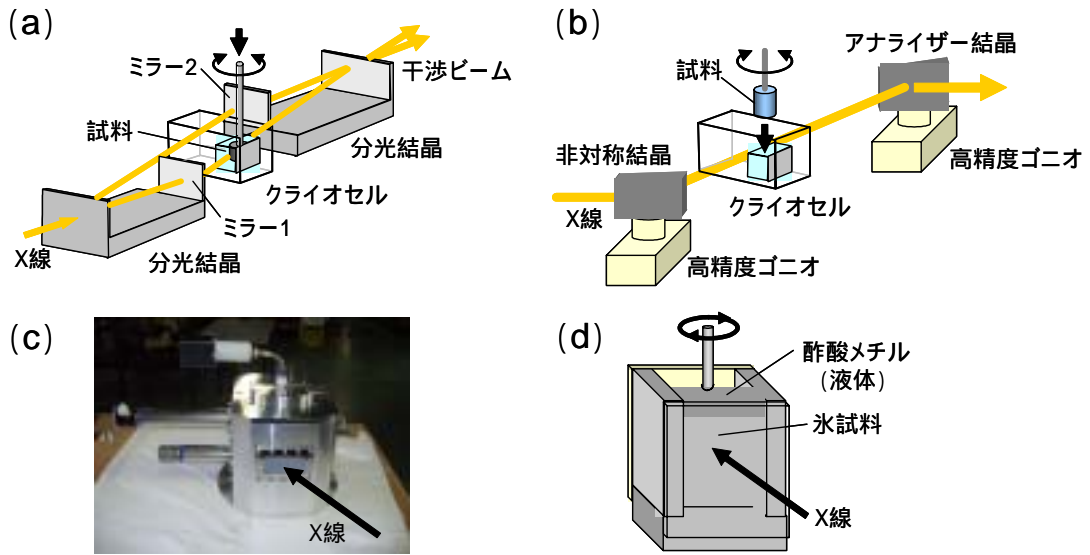 (a)
ミラー2
干渉ビーム
試料
分光結晶
クライオセル
ミラー1
X線
分光結晶
(b)
アナライザー結晶
試料
高精度ゴニオ
非対称結晶
クライオセル
X線
高精度ゴニオ
(c)
X線
(d)
酢酸メチル
(液体)
氷試料
X線